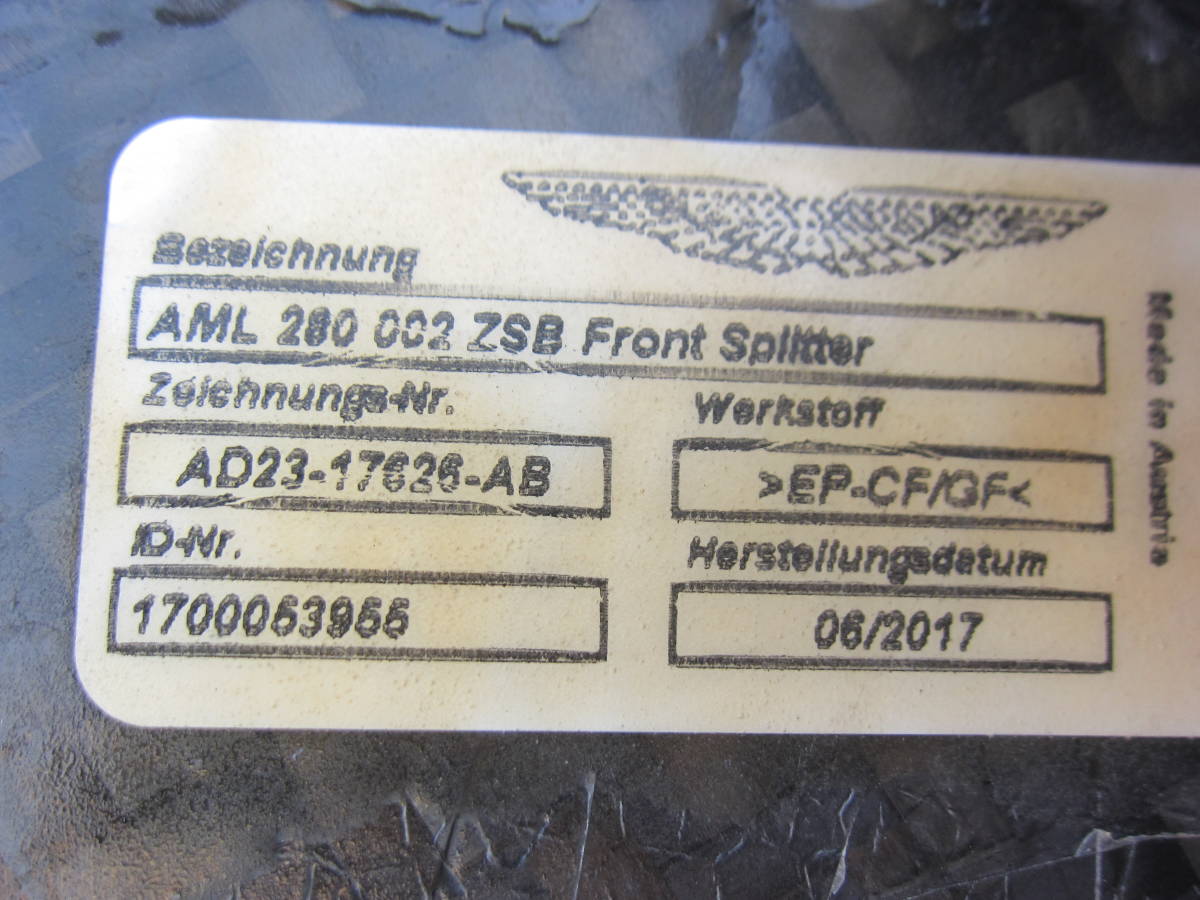 Bezeichnung
AML 280 002 ZSB Front Splitter
Zeichnungs-Nr.
Werkstoff
AD23-17626-AB
>EP-CF/GF<
ID-Nr.
Herstellungsdatum
1700053955
06/2017
Made in Austria